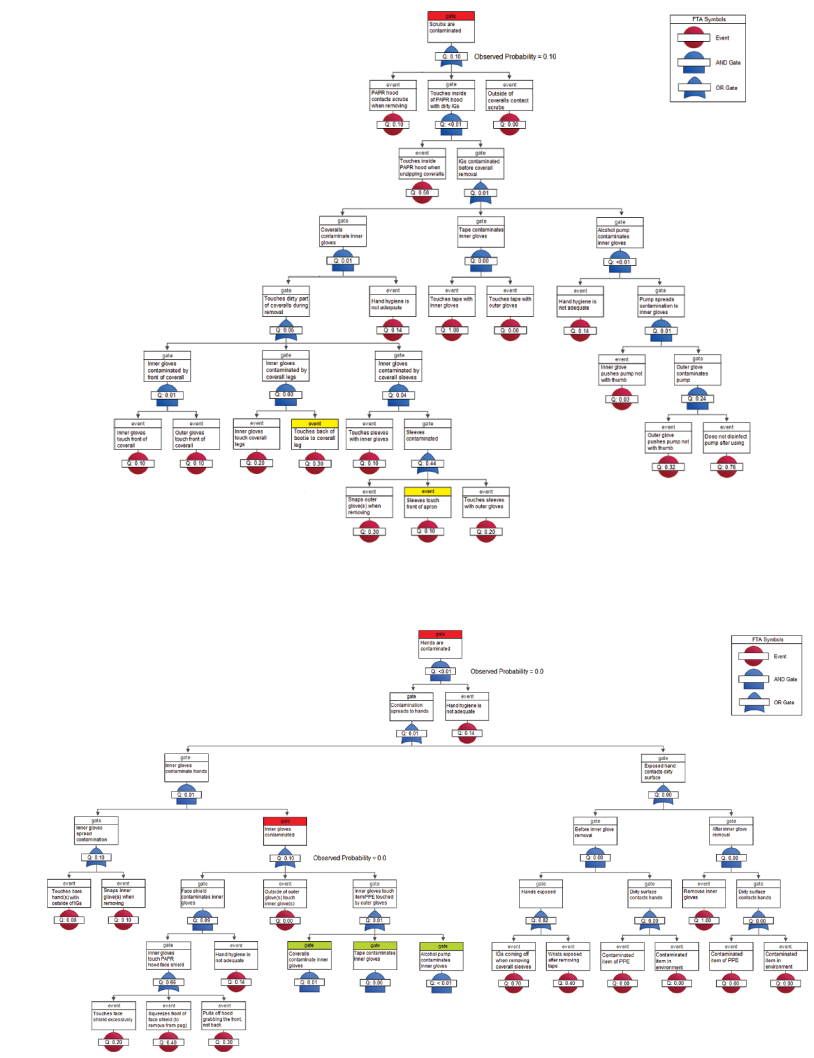 gate
Scrubs are
contaminated
Q: 0.10
Observed Probability = 0.10
FTA Symbols
Event
AND Gate
OR Gate
event
PAPR hood
contacts scrubs
when removing
Q: 0.10
gate
Touches inside
of PAPR hood
with dirty IGs
Q: <0.01
event
Outside of
coveralls contact
scrubs
Q: 0.00
event
Touches inside
PAPR hood when
unzipping coveralls
Q: 0.50
gate
IGs contaminated
before coverall
removal
Q: 0.01
gate
Coveralls
contaminate inner
gloves
Q: 0.01
gate
Tape contaminates
inner gloves
Q: 0.00
gate
Alcohol pump
contaminates
inner gloves
Q: <0.01
gate
Touches dirty part
of coveralls during
removal
Q: 0.05
event
Hand hygiene is
not adequate
Q: 0.14
event
Touches tape with
inner gloves
Q: 1.00
event
Touches tape with
outer gloves
Q: 0.00
event
Hand hygiene is
not adequate
Q: 0.14
gate
Pump spreads
contamination to
inner gloves
Q: 0.01
gate
Inner gloves
contaminated by
front of coverall
Q: 0.01
gate
Inner gloves
contaminated by
coverall legs
Q: 0.00
gate
Inner gloves
contaminated by
coverall sleeves
Q: 0.04
event
Inner glove
pushes pump not
with thumb
Q: 0.03
gate
Outer glove
contaminates
pump
Q: 0.24
event
Inner gloves
touch front of
coverall
Q: 0.10
event
Outer gloves
touch front of
coverall
Q: 0.10
event
Inner gloves
touch coverall
legs
Q: 0.20
event
Touches back of
bootie to coverall
leg
Q: 0.30
event
Touches sleeves
with inner gloves
Q: 0.10
gate
Sleeves
contaminated
Q: 0.44
event
Outer glove
pushes pump not
with thumb
Q: 0.32
event
Does not disinfect
pump after using
Q: 0.76
event
Snaps outer
glove(s) when
removing
Q: 0.30
event
Sleeves touch
front of apron
Q: 0.10
event
Touches sleeves
with outer gloves
Q: 0.20
gate
Hands are
contaminated
Q: <0.01
Observed Probability = 0.0
FTA Symbols
Event
AND Gate
OR Gate
gate
Contamination
spreads to hands
Q: 0.01
event
Hand hygiene is
not adequate
Q: 0.14
gate
Inner gloves
contaminate hands
Q: 0.01
gate
Exposed hand
contacts dirty
surface
Q: 0.00
gate
Inner gloves
spread
contamination
Q: 0.10
gate
Inner gloves
contaminated
Q: 0.10
Observed Probability = 0.0
gate
Before inner glove
removal
Q: 0.00
gate
After inner glove
removal
Q: 0.00
event
Touches bare
hand(s) with
outside of IGs
Q: 0.00
event
Snaps inner
glove(s) when
removing
Q: 0.10
gate
Face shield
contaminates inner
gloves
Q: 0.09
event
Outside of outer
glove(s) touch
inner glove(s)
Q: 0.00
gate
Inner gloves touch
item/PPE touched
by outer gloves
Q: 0.01
gate
Hands exposed
Q: 0.82
gate
Dirty surface
contacts hands
Q: 0.00
event
Removes inner
gloves
Q: 1.00
gate
Dirty surface
contacts hands
Q: 0.00
gate
Inner gloves
touch PAPR
hood face shield
Q: 0.66
event
Hand hygiene is
not adequate
Q: 0.14
gate
Coveralls
contaminate inner
gloves
Q: 0.01
gate
Tape contaminates
inner gloves
Q: 0.00
gate
Alcohol pump
contaminates
inner gloves
Q: < 0.01
event
IGs coming off
when removing
coverall sleeves
Q: 0.70
event
Wrists exposed
after removing
tape
Q: 0.40
event
Contaminated
item of PPE
Q: 0.00
event
Contaminated
item in
environment
Q: 0.00
event
Contaminated
item of PPE
Q: 0.00
event
Contaminated
item in
environment
Q: 0.00
event
Touches face
shield excessively
Q: 0.20
event
Squeezes front of
face shield (to
remove from peg)
Q: 0.40
event
Pulls off hood
grabbing the front,
not back
Q: 0.30